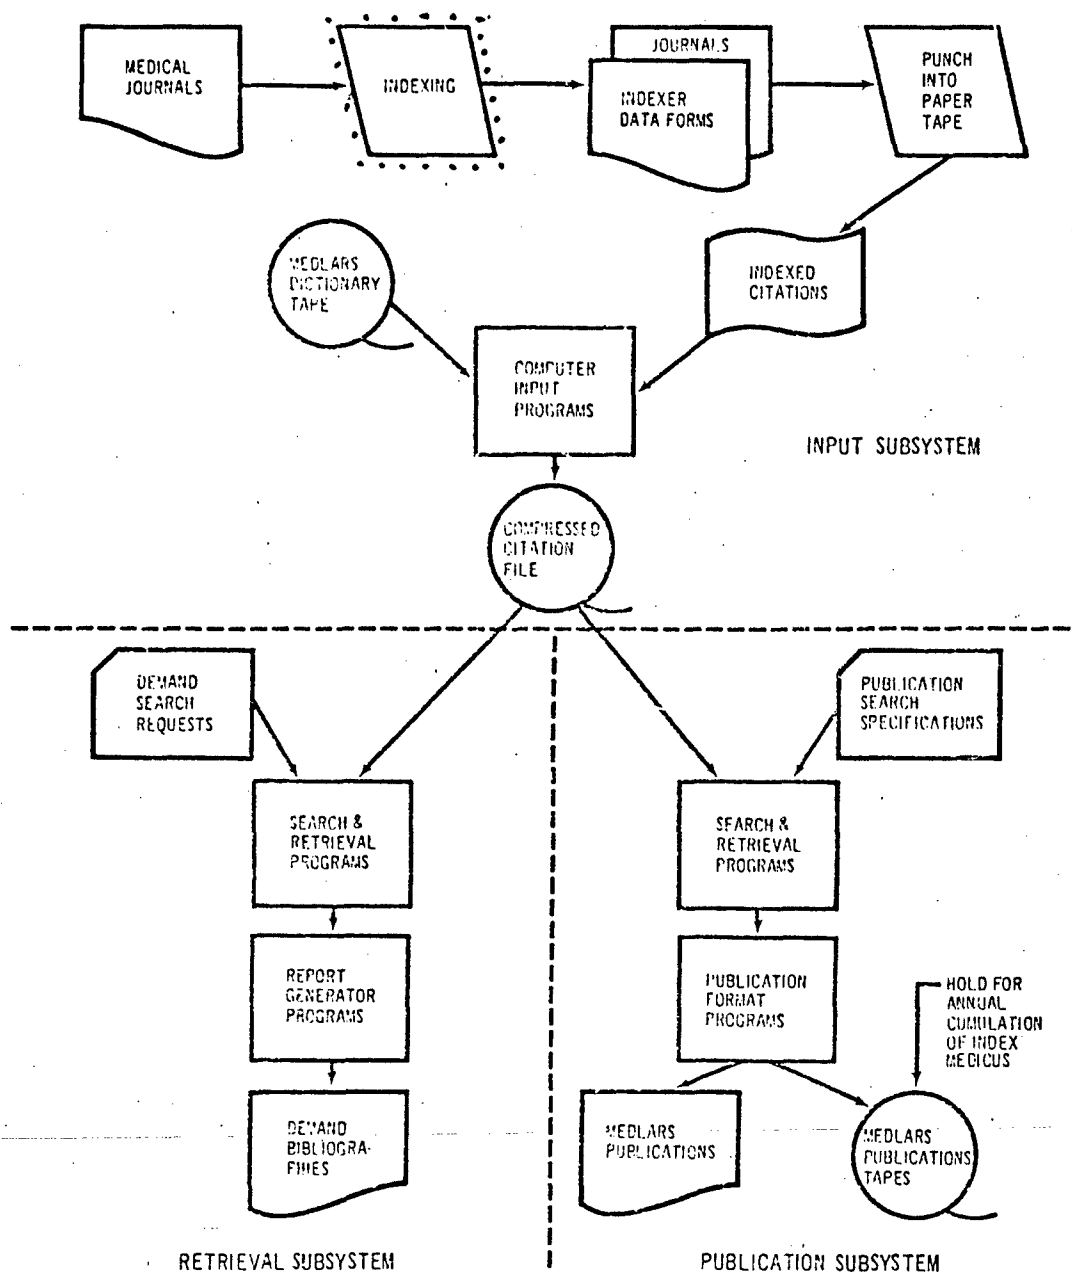 MEDICAL
JOURNALS
INDEXING
JOURNALS
INDEXER
DATA FORMS
PUNCH
INTO
PAPER
TAPE
MEDLARS
DICTIONARY
TAPE
INDEXED
CITATIONS
COMPUTER
INPUT
PROGRAMS
INPUT SUBSYSTEM
COMPRESSED
CITATION
FILE
DEMAND
SEARCH
REQUESTS
PUBLICATION
SEARCH
SPECIFICATIONS
SEARCH &
RETRIEVAL
PROGRAMS
SEARCH &
RETRIEVAL
PROGRAMS
REPORT
GENERATOR
PROGRAMS
PUBLICATION
FORMAT
PROGRAMS
HOLD FOR
ANNUAL
CUMULATION
OF INDEX
MEDICUS
DEMAND
BIBLIOGRA-
PHIES
MEDLARS
PUBLICATIONS
MEDLARS
PUBLICATIONS
TAPES
RETRIEVAL SUBSYSTEM
PUBLICATION SUBSYSTEM